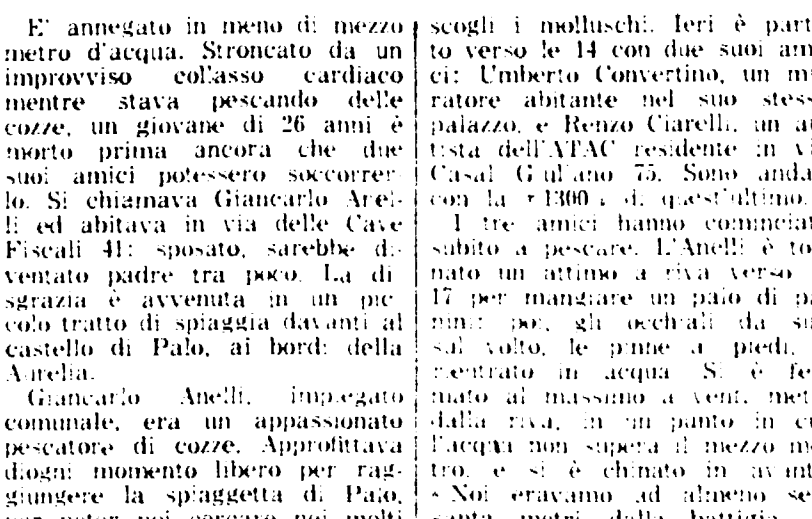 E' annegato in meno di mezzo
metro d'acqua. Stroncato da un
improvviso collasso cardiaco
mentre stava pescando delle
cozze, un giovane di 26 anni è
morto prima ancora che due
suoi amici potessero soccorrer-
lo. Si chiamava Giancarlo Anel-
li ed abitava in via delle Cave
Fiscali 41: sposato, sarebbe di-
ventato padre tra poco. La di
sgrazia è avvenuta in un pic
colo tratto di spiaggia davanti al
castello di Palo, ai bordi della
Aurelia.
Giancarlo Anelli, impiegato
comunale, era un appassionato
pescatore di cozze. Approfittava
diogni momento libero per rag-
giungere la spiaggetta di Palo,
per poter poi cercare nei molti
scogli i molluschi. Ieri è part
to verso le 14 con due suoi am
ci: Umberto Convertino, un mu
ratore abitante nel suo stess
palazzo, e Renzo Ciarelli, un au
tista dell'ATAC residente in vi
Casal Giuliano 75. Sono anda
con la «1300» di quest'ultimo.
I tre amici hanno cominciat
subito a pescare. L'Anelli è to
nato un attimo a riva verso
17 per mangiare un paio di pa
nini: poi, gli occhiali da su
sul volto, le pinne a piedi,
rientrato in acqua Si è fe
mato al massimo a venti met
dalla riva, in un punto in cu
l'acqua non supera il mezzo me
tro, e si è chinato in avant
«Noi eravamo ad almeno se
santa metri dalla battigia